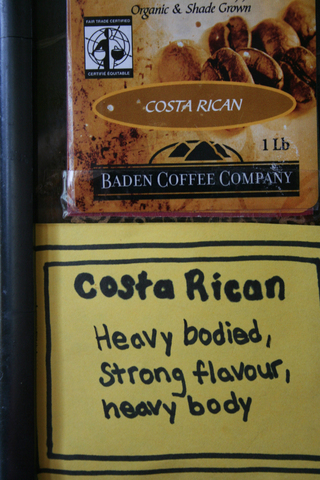 Organic & Shade Grown
FAIR TRADE CERTIFIED
CERTIFIÉ ÉQUITABLE
COSTA RICAN
1 Lb
BADEN COFFEE COMPANY
Costa Rican
Heavy bodied,
Strong flavour,
heavy body